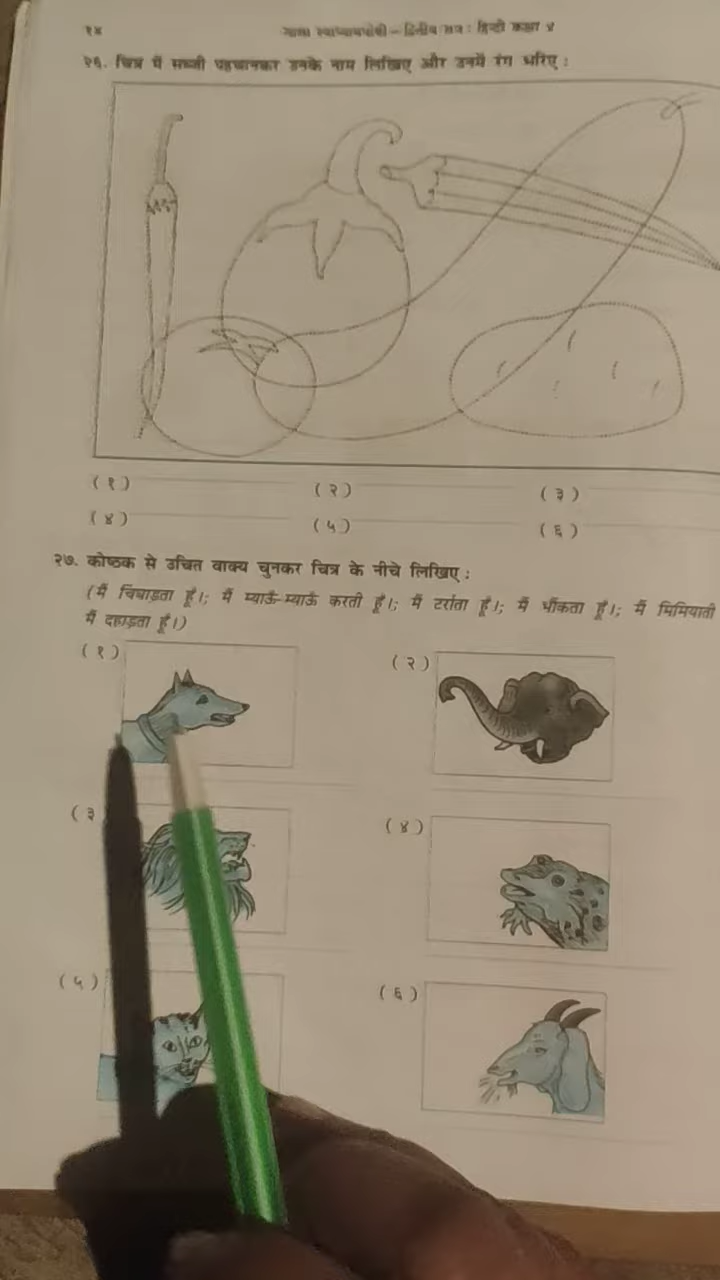 १४
गाला स्वाध्यायपोथी – द्वितीय सत्र : हिन्दी कक्षा ४
२६. चित्र में सब्जी पहचानकर उनके नाम लिखिए और उनमें रंग भरिए :
(१) (२) (३)
(४) (५) (६)
२७. कोष्ठक से उचित वाक्य चुनकर चित्र के नीचे लिखिए :
(मैं चिंघाड़ता हूँ।; मैं म्याऊँ-म्याऊँ करती हूँ।; मैं टर्राता हूँ।; मैं भौंकता हूँ।; मैं मिमियाती
मैं दहाड़ता हूँ।)
(१) (२)
(३ (४)
(५) (६)